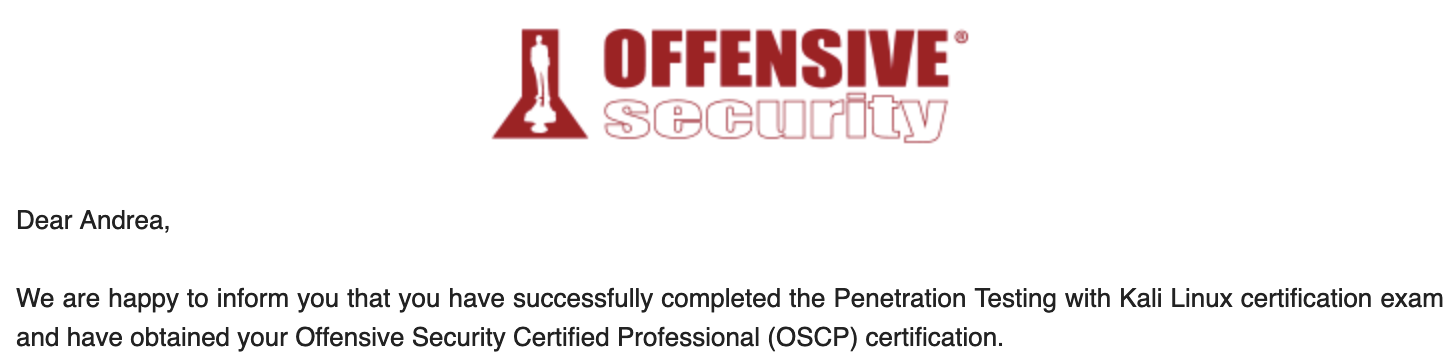 OFFENSIVE®
security
Dear Andrea,
We are happy to inform you that you have successfully completed the Penetration Testing with Kali Linux certification exam
and have obtained your Offensive Security Certified Professional (OSCP) certification.